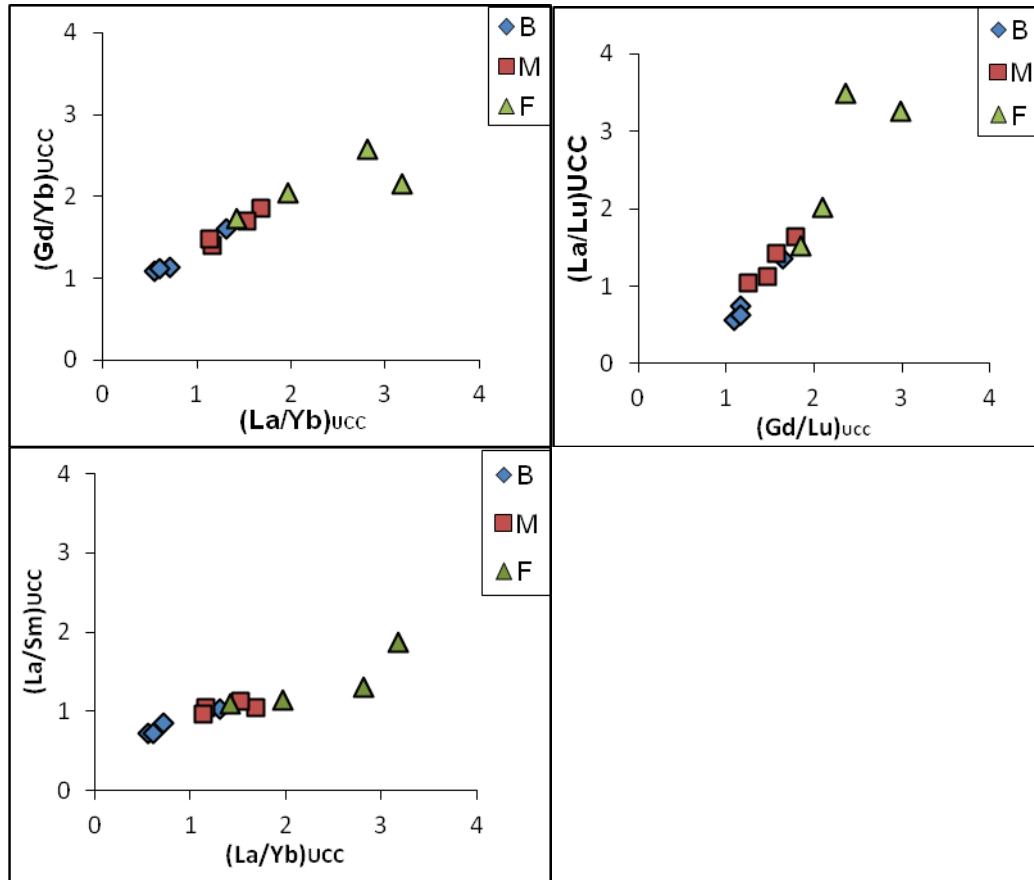 4
3
2
1
0
(Gd/Yb)UCC
0 1 2 3 4
(La/Yb)UCC
B
M
F
4
3
2
1
0
(La/Lu)UCC
0 1 2 3 4
(Gd/Lu)UCC
B
M
F
4
3
2
1
0
(La/Sm)UCC
0 1 2 3 4
(La/Yb)UCC
B
M
F